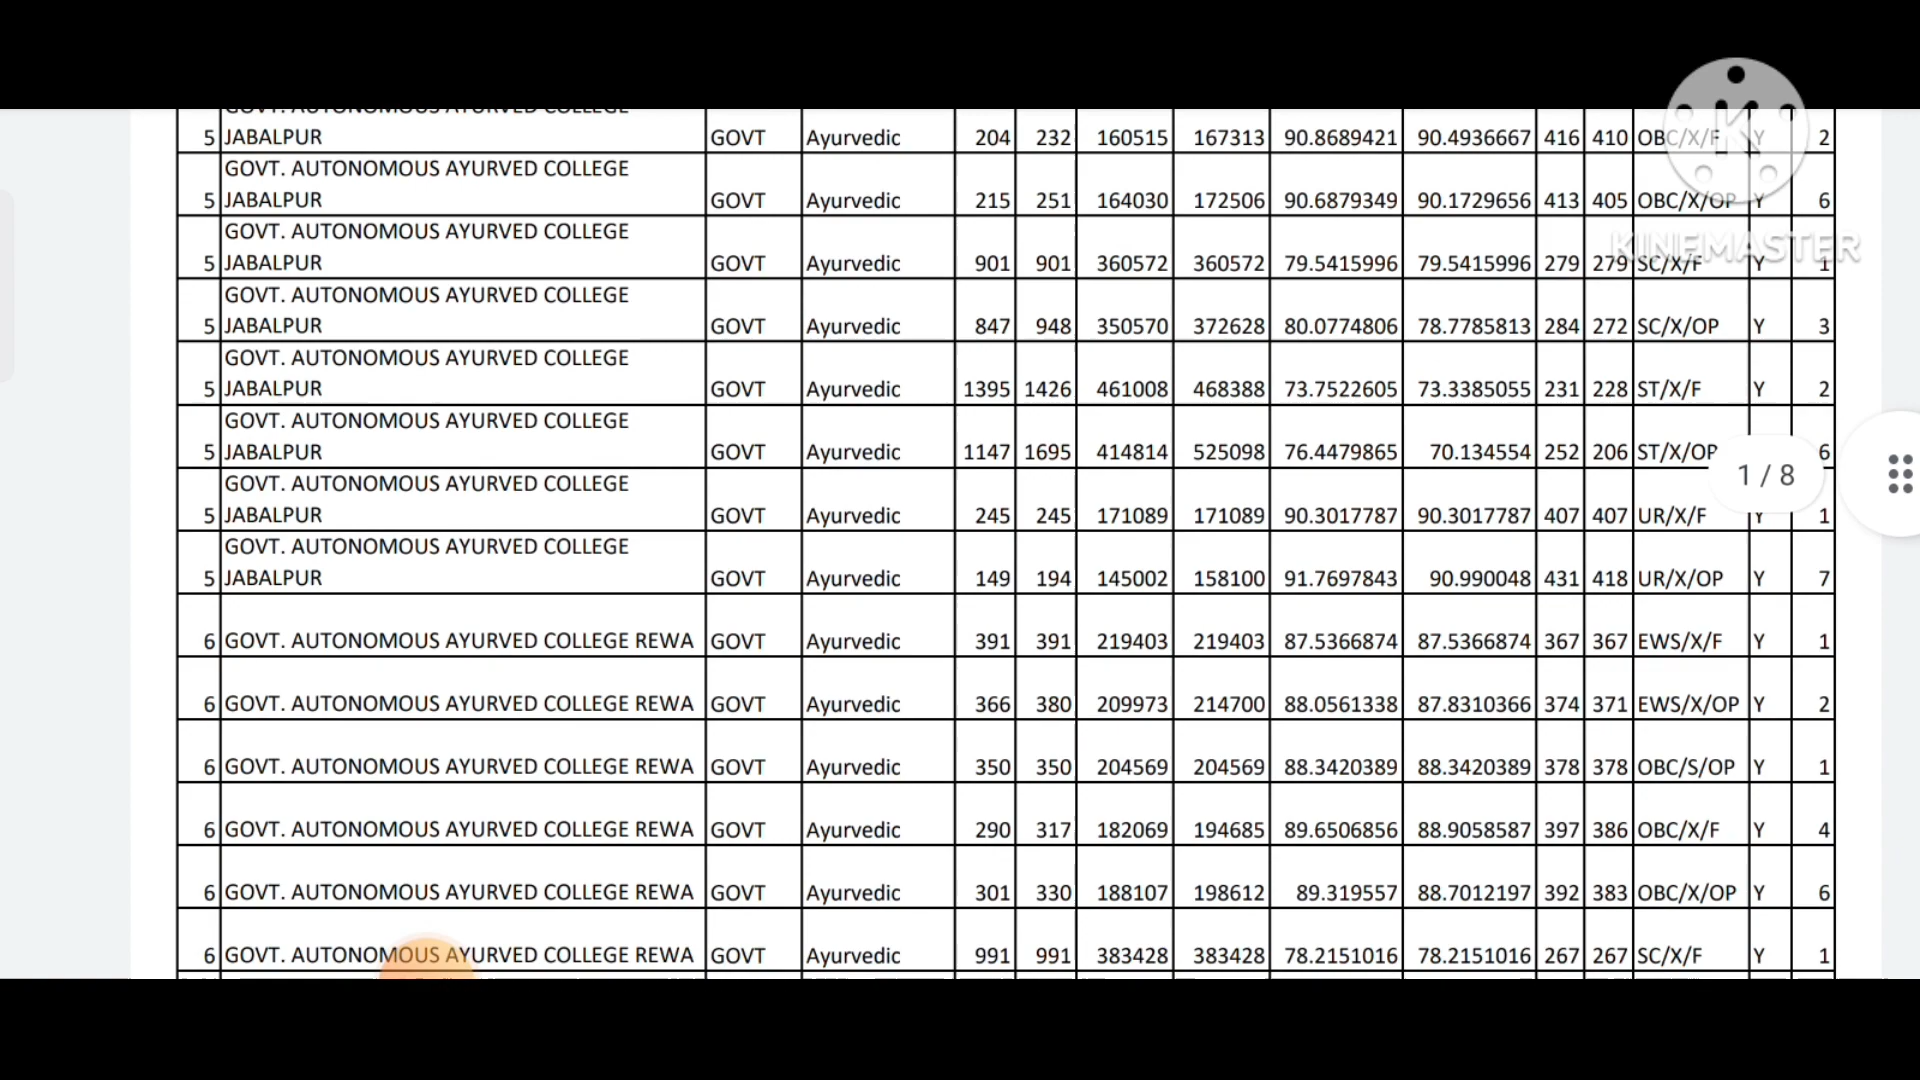 5 JABALPUR GOVT Ayurvedic 204 232 160515 167313 90.8689421 90.4936667 416 410 OBC/X/F Y 2
GOVT. AUTONOMOUS AYURVED COLLEGE
5 JABALPUR GOVT Ayurvedic 215 251 164030 172506 90.6879349 90.1729656 413 405 OBC/X/OP Y 6
GOVT. AUTONOMOUS AYURVED COLLEGE
5 JABALPUR GOVT Ayurvedic 901 901 360572 360572 79.5415996 79.5415996 279 279 SC/X/F Y 1
KINEMASTER
GOVT. AUTONOMOUS AYURVED COLLEGE
5 JABALPUR GOVT Ayurvedic 847 948 350570 372628 80.0774806 78.7785813 284 272 SC/X/OP Y 3
GOVT. AUTONOMOUS AYURVED COLLEGE
5 JABALPUR GOVT Ayurvedic 1395 1426 461008 468388 73.7522605 73.3385055 231 228 ST/X/F Y 2
GOVT. AUTONOMOUS AYURVED COLLEGE
5 JABALPUR GOVT Ayurvedic 1147 1695 414814 525098 76.4479865 70.134554 252 206 ST/X/OP 6
1 / 8
GOVT. AUTONOMOUS AYURVED COLLEGE
5 JABALPUR GOVT Ayurvedic 245 245 171089 171089 90.3017787 90.3017787 407 407 UR/X/F Y 1
GOVT. AUTONOMOUS AYURVED COLLEGE
5 JABALPUR GOVT Ayurvedic 149 194 145002 158100 91.7697843 90.990048 431 418 UR/X/OP Y 7
6 GOVT. AUTONOMOUS AYURVED COLLEGE REWA GOVT Ayurvedic 391 391 219403 219403 87.5366874 87.5366874 367 367 EWS/X/F Y 1
6 GOVT. AUTONOMOUS AYURVED COLLEGE REWA GOVT Ayurvedic 366 380 209973 214700 88.0561338 87.8310366 374 371 EWS/X/OP Y 2
6 GOVT. AUTONOMOUS AYURVED COLLEGE REWA GOVT Ayurvedic 350 350 204569 204569 88.3420389 88.3420389 378 378 OBC/S/OP Y 1
6 GOVT. AUTONOMOUS AYURVED COLLEGE REWA GOVT Ayurvedic 290 317 182069 194685 89.6506856 88.9058587 397 386 OBC/X/F Y 4
6 GOVT. AUTONOMOUS AYURVED COLLEGE REWA GOVT Ayurvedic 301 330 188107 198612 89.319557 88.7012197 392 383 OBC/X/OP Y 6
6 GOVT. AUTONOMOUS AYURVED COLLEGE REWA GOVT Ayurvedic 991 991 383428 383428 78.2151016 78.2151016 267 267 SC/X/F Y 1